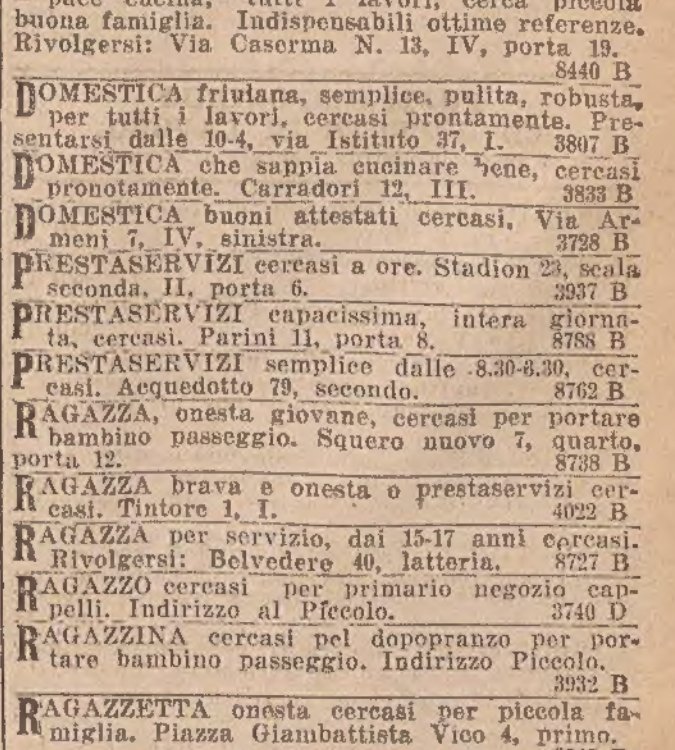 buona famiglia. Indispensabili ottime referenze.
Rivolgersi: Via Caserma N. 13, IV, porta 19.
8440 B
DOMESTICA friulana, semplice, pulita, robusta,
per tutti i lavori, cercasi prontamente. Pre-
sentarsi dalle 10-4, via Istituto 37, I. 3807 B
DOMESTICA che sappia cucinare bene, cercasi
pronotamente. Carradori 12, III. 3833 B
DOMESTICA buoni attestati cercasi, Via Ar-
meni 7, IV, sinistra. 3728 B
PRESTASERVIZI cercasi a ore. Stadion 23, scala
seconda, II, porta 6. 3937 B
PRESTASERVIZI capacissima, intera giorna-
ta, cercasi. Parini 11, porta 8. 8788 B
PRESTASERVIZI semplice dalle 8.30-3.30, cer-
casi. Acquedotto 79, secondo. 8762 B
RAGAZZA, onesta giovane, cercasi per portare
bambino passeggio. Squero nuovo 7, quarto,
porta 12. 8738 B
RAGAZZA brava e onesta o prestaservizi cer-
casi. Tintore 1, I. 4022 B
RAGAZZA per servizio, dai 15-17 anni cercasi.
Rivolgersi: Belvedere 40, latteria. 8727 B
RAGAZZO cercasi per primario negozio cap-
pelli. Indirizzo al Piccolo. 3740 D
RAGAZZINA cercasi pel dopopranzo per por-
tare bambino passeggio. Indirizzo Piccolo.
3932 B
RAGAZZETTA onesta cercasi per piccola fa-
miglia. Piazza Giambattista Vico 4, primo.